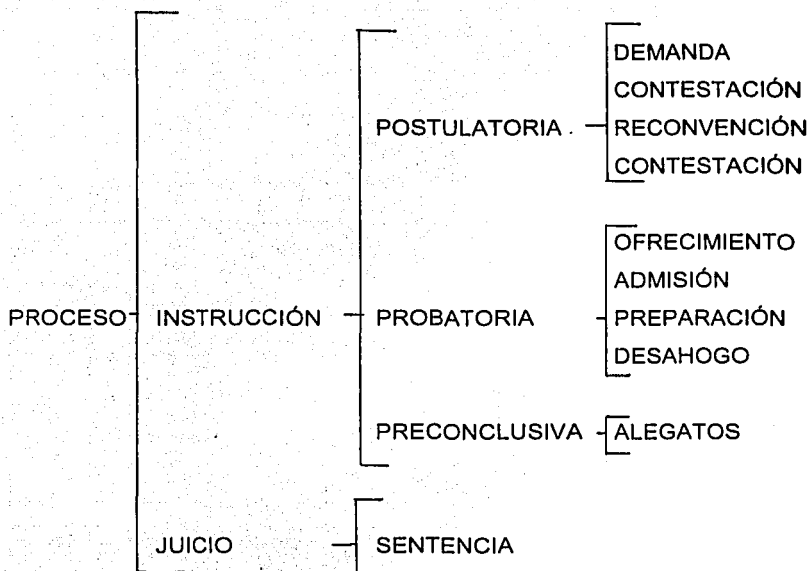 DEMANDA
CONTESTACIÓN
POSTULATORIA
RECONVENCIÓN
CONTESTACIÓN
OFRECIMIENTO
ADMISIÓN
PROCESO INSTRUCCIÓN PROBATORIA PREPARACIÓN
DESAHOGO
PRECONCLUSIVA ALEGATOS
JUICIO SENTENCIA